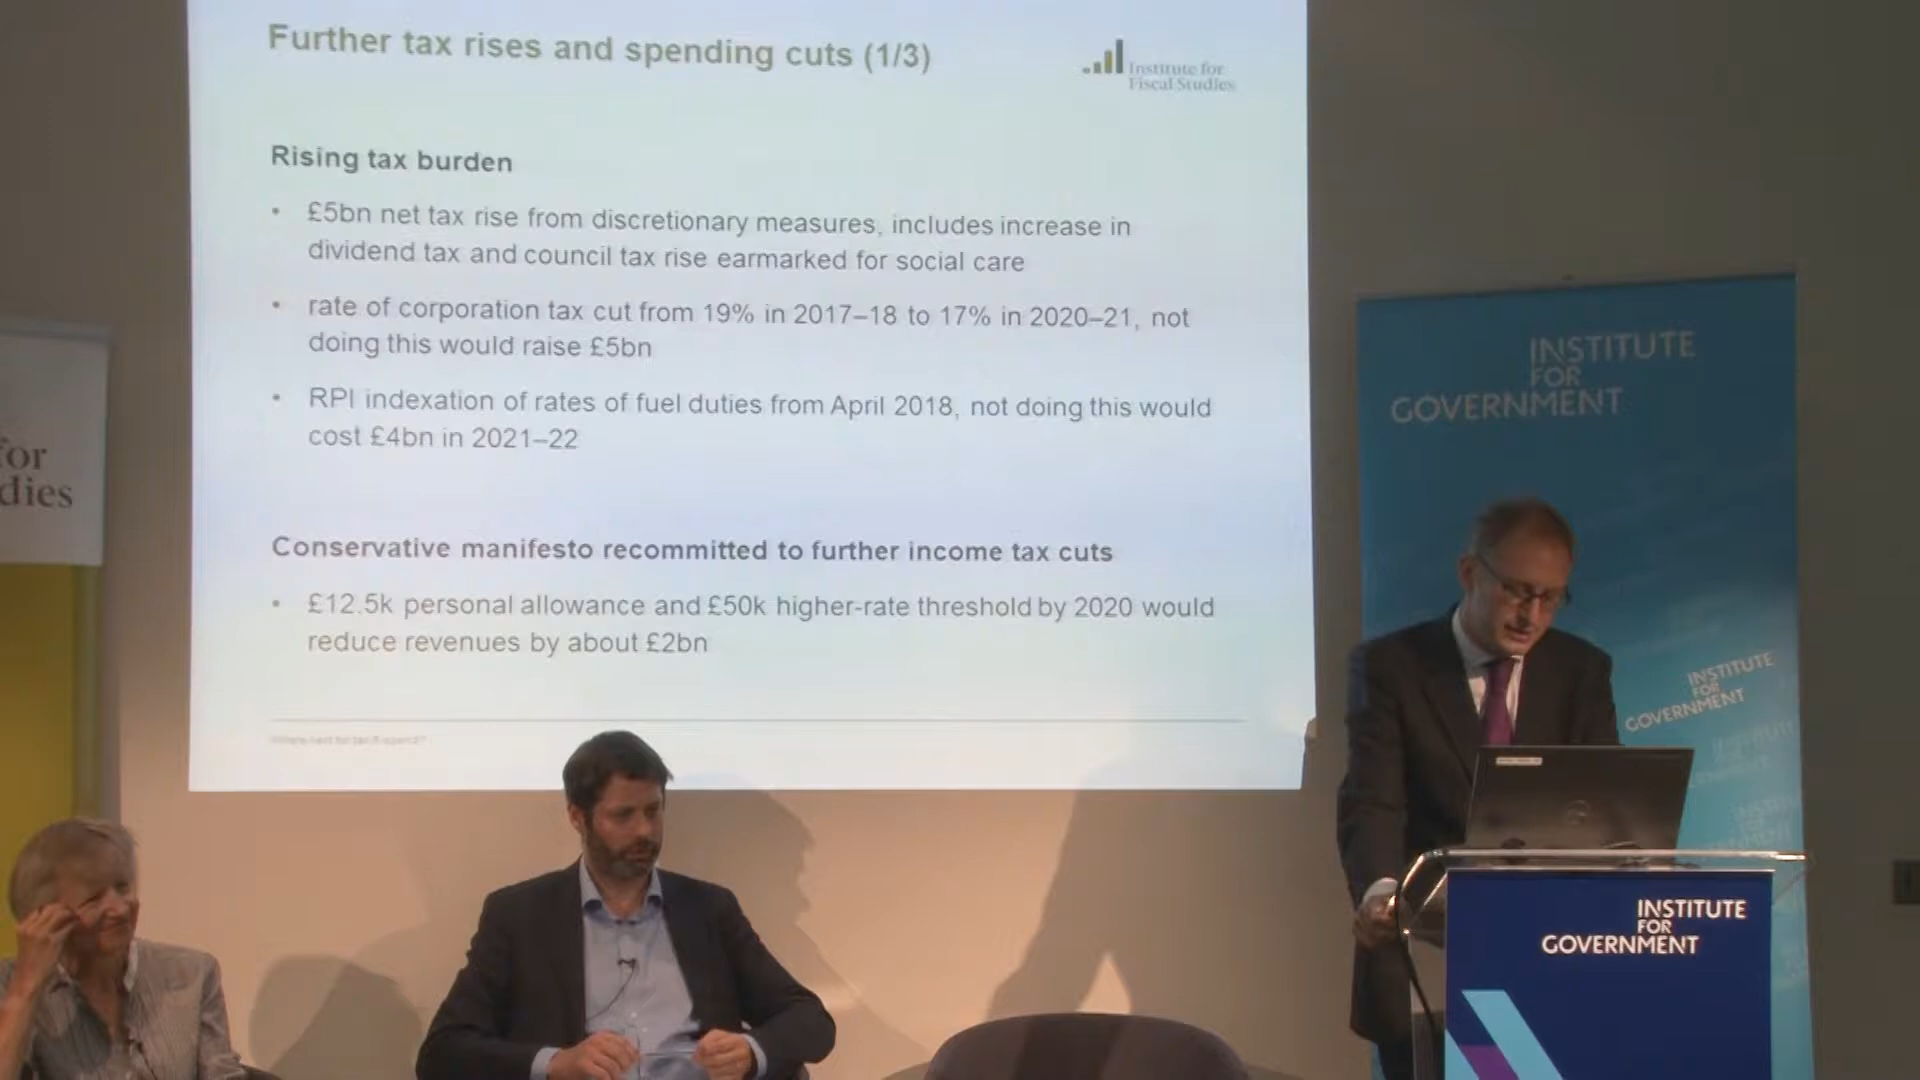 Further tax rises and spending cuts (1/3)
Institute for
Fiscal Studies
Rising tax burden
• £5bn net tax rise from discretionary measures, includes increase in
dividend tax and council tax rise earmarked for social care
• rate of corporation tax cut from 19% in 2017–18 to 17% in 2020–21, not
doing this would raise £5bn
• RPI indexation of rates of fuel duties from April 2018, not doing this would
cost £4bn in 2021–22
Conservative manifesto recommitted to further income tax cuts
• £12.5k personal allowance and £50k higher-rate threshold by 2020 would
reduce revenues by about £2bn
for
dies
INSTITUTE
FOR
GOVERNMENT
INSTITUTE
FOR
GOVERNMENT
INSTITUTE
FOR
GOVERNMENT